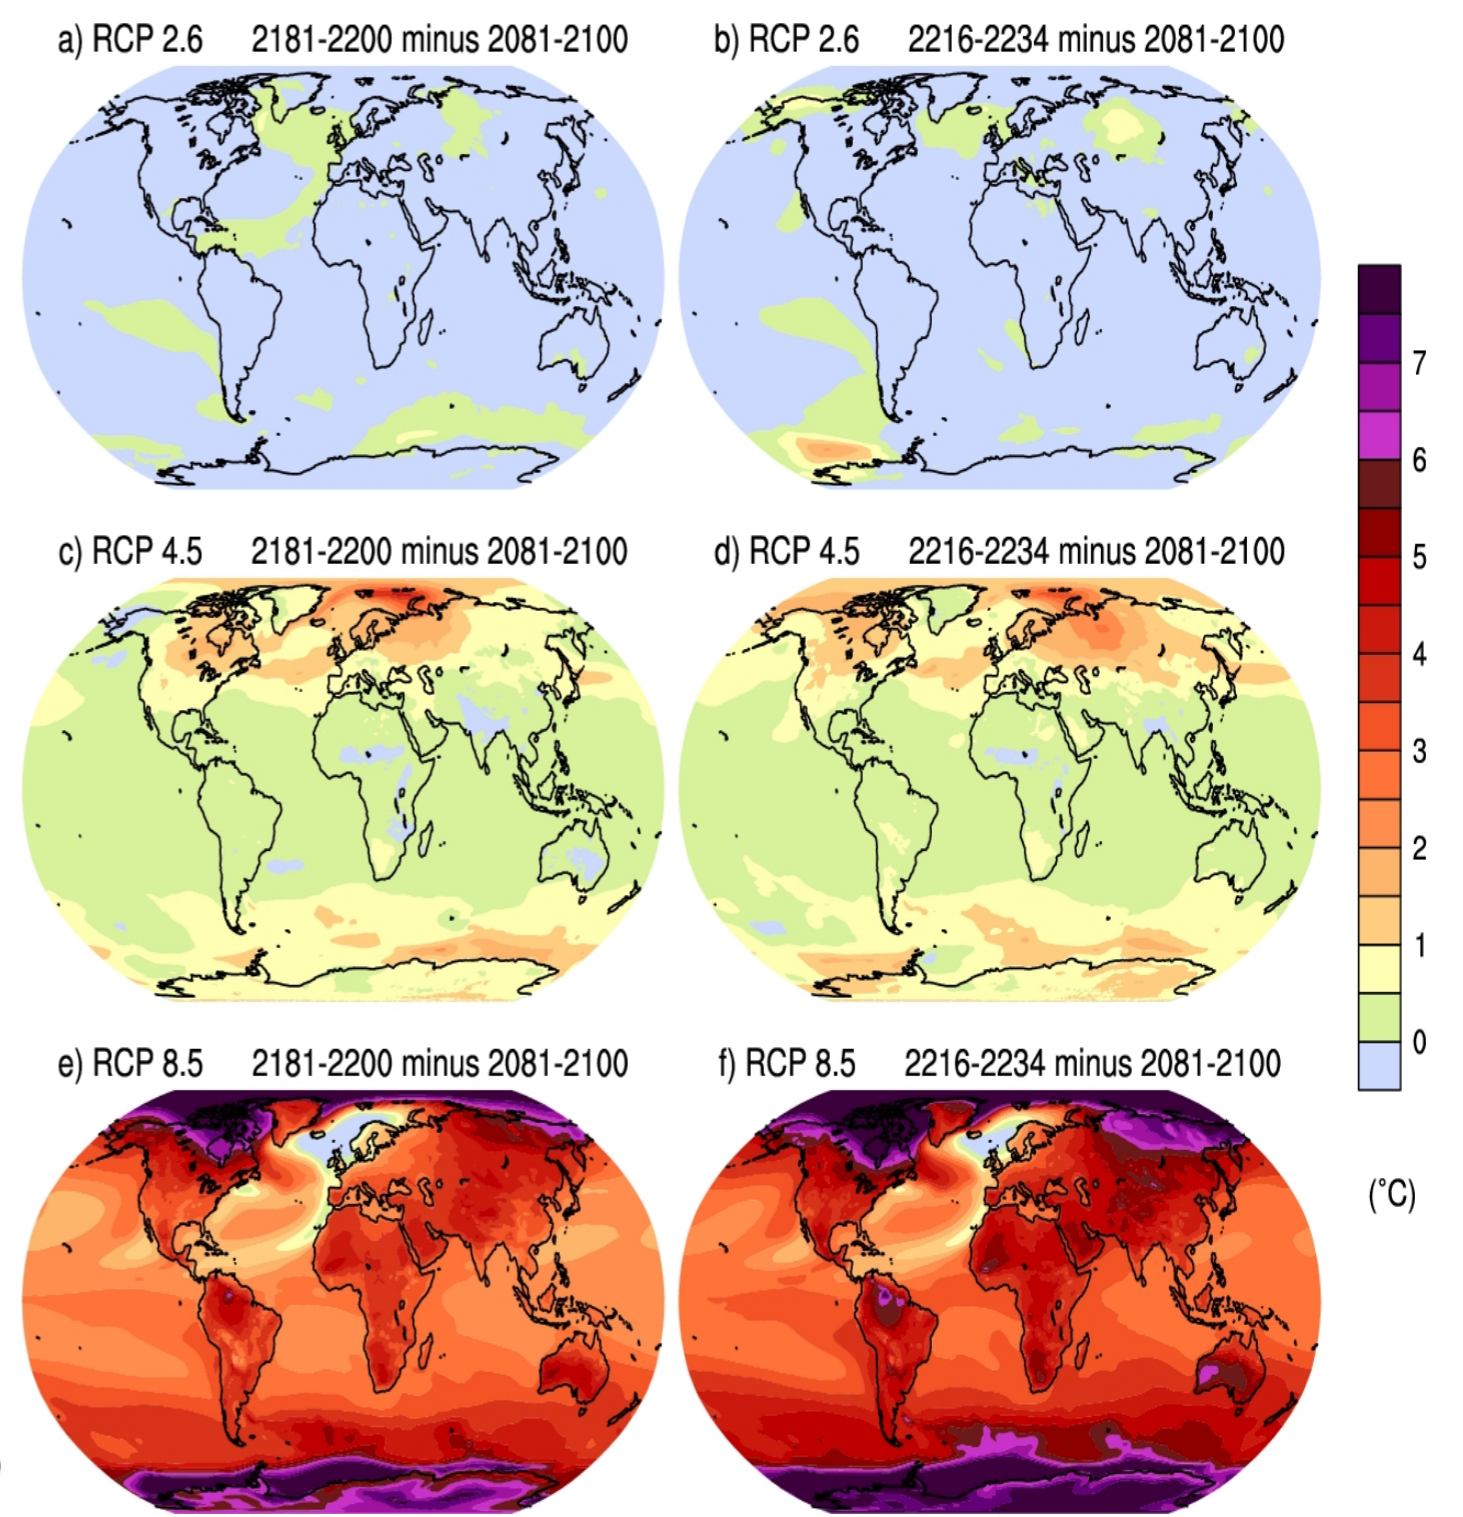 a) RCP 2.6 2181-2200 minus 2081-2100
b) RCP 2.6 2216-2234 minus 2081-2100
c) RCP 4.5 2181-2200 minus 2081-2100
d) RCP 4.5 2216-2234 minus 2081-2100
e) RCP 8.5 2181-2200 minus 2081-2100
f) RCP 8.5 2216-2234 minus 2081-2100
7
6
5
4
3
2
1
0
(°C)